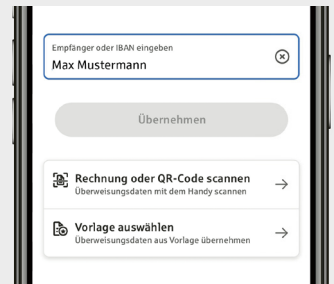 Empfänger oder IBAN eingeben
Max Mustermann
Übernehmen
Rechnung oder QR-Code scannen
Überweisungsdaten mit dem Handy scannen
Vorlage auswählen
Überweisungsdaten aus Vorlage übernehmen